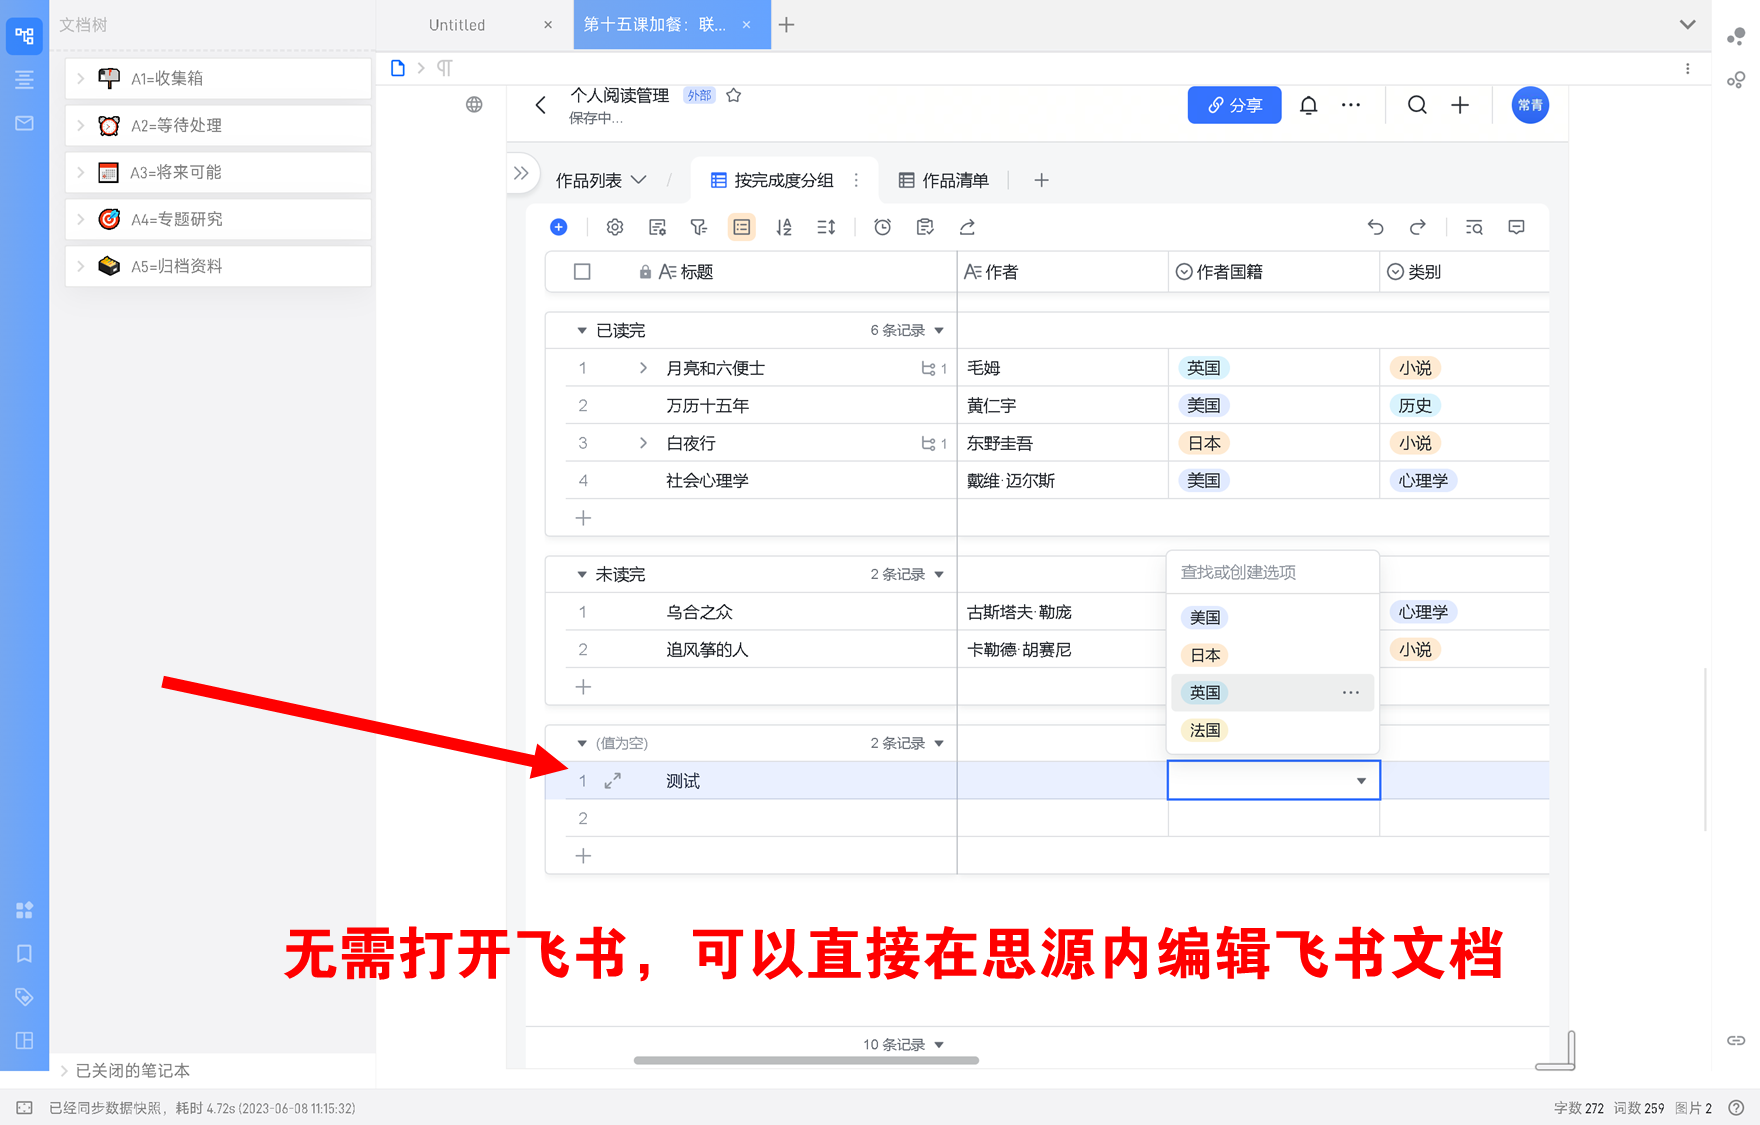 文档树
Untitled
第十五课加餐：联...
A1=收集箱
A2=等待处理
A3=将来可能
A4=专题研究
A5=归档资料
已关闭的笔记本
个人阅读管理 外部
保存中...
分享
常青
作品列表 / 按完成度分组 作品清单
标题 作者 作者国籍 类别
已读完 6 条记录
1 月亮和六便士 1 毛姆 英国 小说
2 万历十五年 黄仁宇 美国 历史
3 白夜行 1 东野圭吾 日本 小说
4 社会心理学 戴维·迈尔斯 美国 心理学
未读完 2 条记录
1 乌合之众 古斯塔夫·勒庞 心理学
2 追风筝的人 卡勒德·胡赛尼 小说
查找或创建选项
美国
日本
英国
法国
(值为空) 2 条记录
1 测试
2
无需打开飞书，可以直接在思源内编辑飞书文档
10 条记录
已经同步数据快照，耗时 4.72s (2023-06-08 11:15:32)
字数 272 词数 259 图片 2